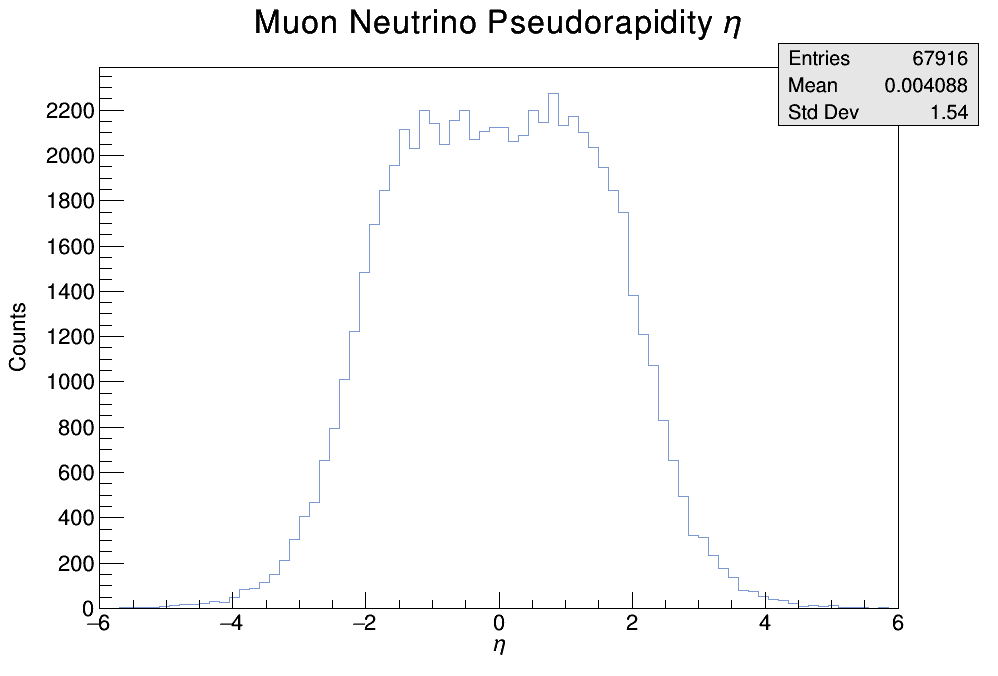 Muon Neutrino Pseudorapidity η
Entries 67916
Mean 0.004088
Std Dev 1.54
2200
2000
1800
1600
1400
1200
1000
800
600
400
200
0
Counts
−6 −4 −2 0 2 4 6
η